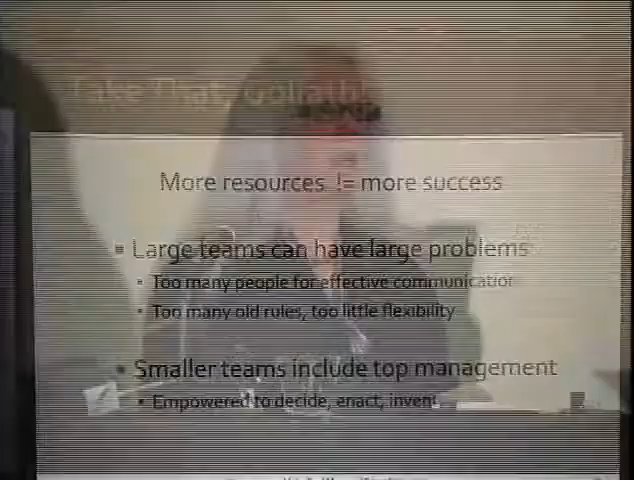 Take That, Goliath!
More resources != more success
Large teams can have large problems
Too many people for effective communication
Too many old rules, too little flexibility
Smaller teams include top management
Empowered to decide, enact, invent